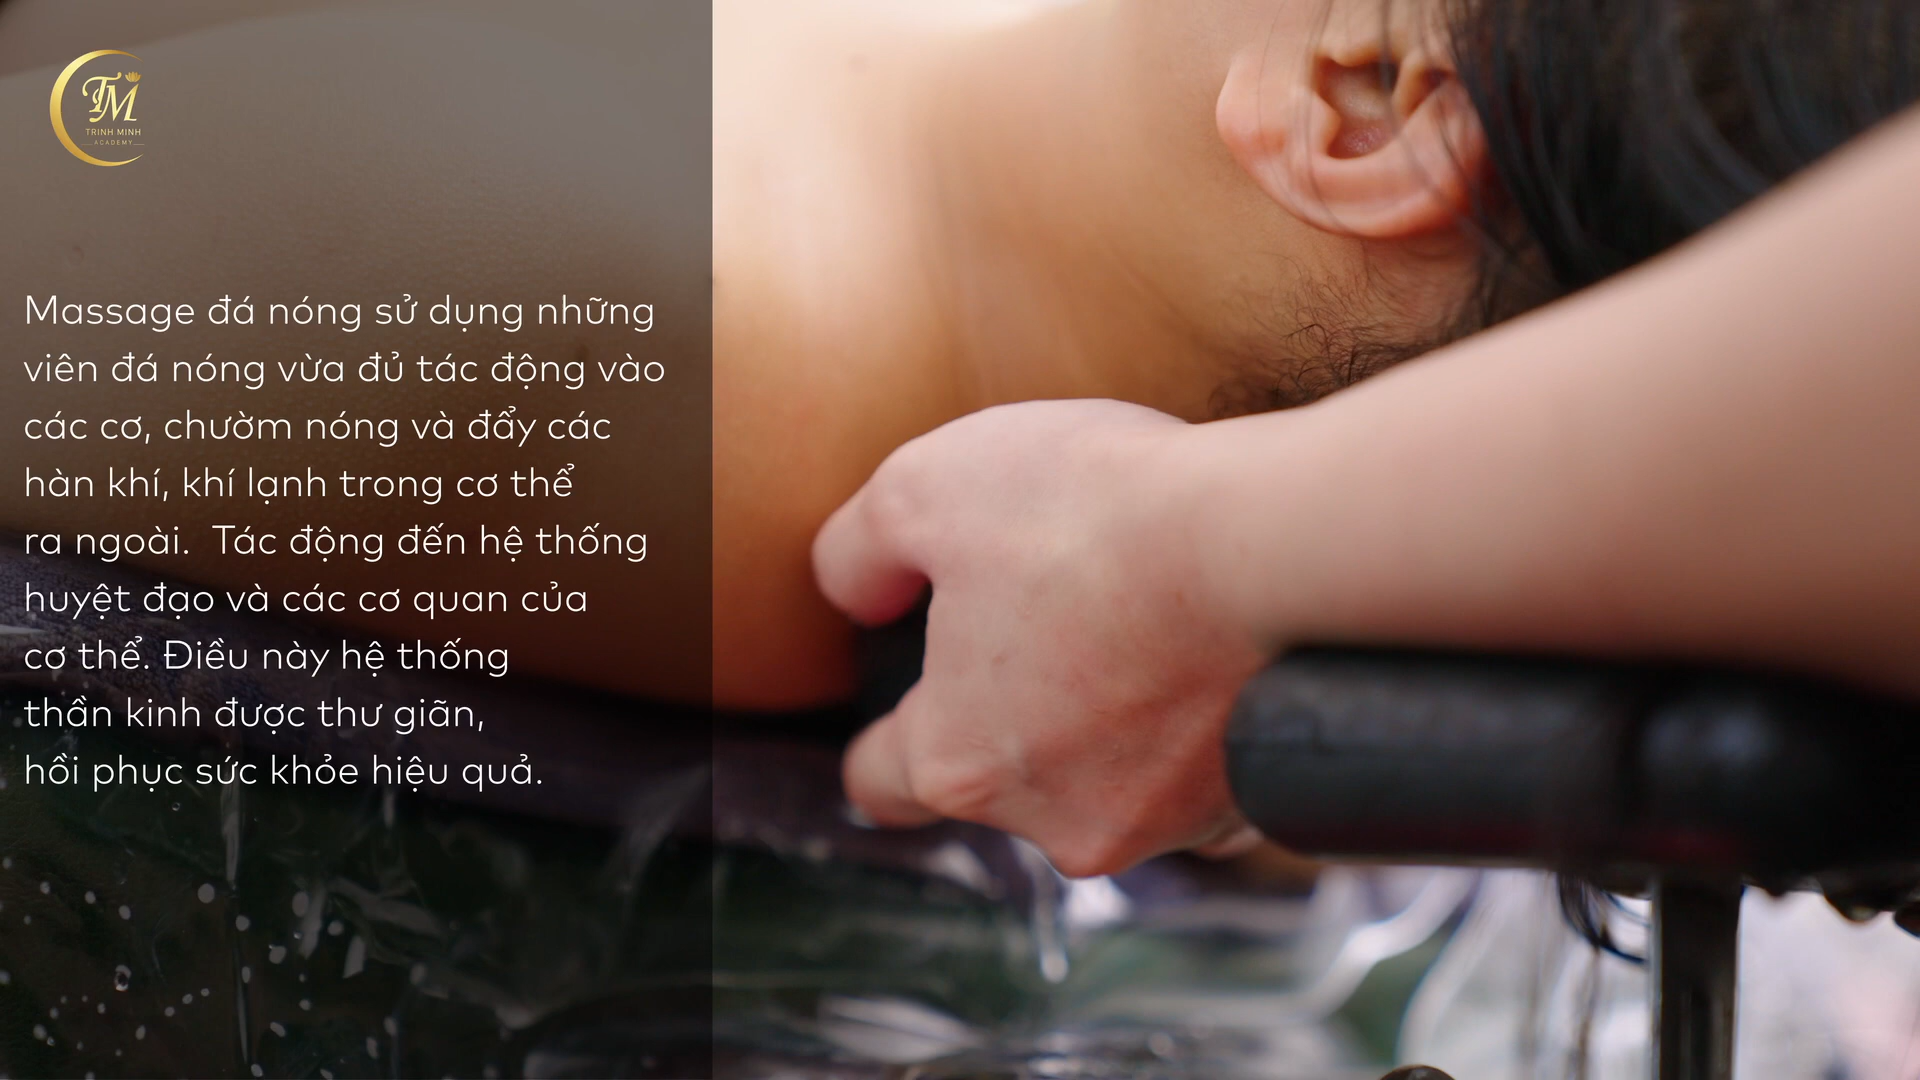 TM
TRINH MINH
ACADEMY
Massage đá nóng sử dụng những
viên đá nóng vừa đủ tác động vào
các cơ, chườm nóng và đẩy các
hàn khí, khí lạnh trong cơ thể
ra ngoài.  Tác động đến hệ thống
huyệt đạo và các cơ quan của
cơ thể. Điều này hệ thống
thần kinh được thư giãn,
hồi phục sức khỏe hiệu quả.